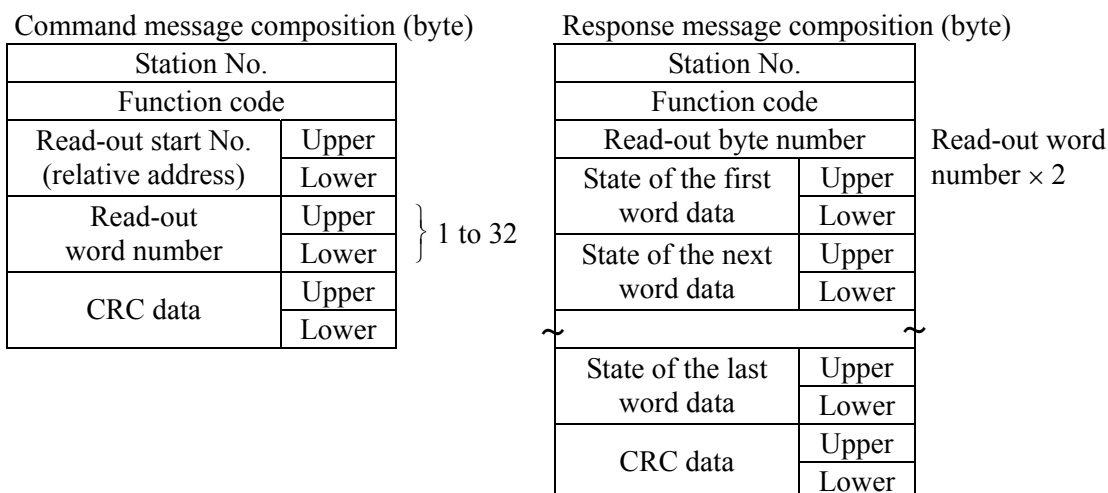 Command message composition (byte)
Station No.
Function code
Read-out start No.
(relative address)
Upper
Lower
Read-out
word number
Upper
Lower
} 1 to 32
CRC data
Upper
Lower
Response message composition (byte)
Station No.
Function code
Read-out byte number
Read-out word
number × 2
State of the first
word data
Upper
Lower
State of the next
word data
Upper
Lower
~ ~
State of the last
word data
Upper
Lower
CRC data
Upper
Lower